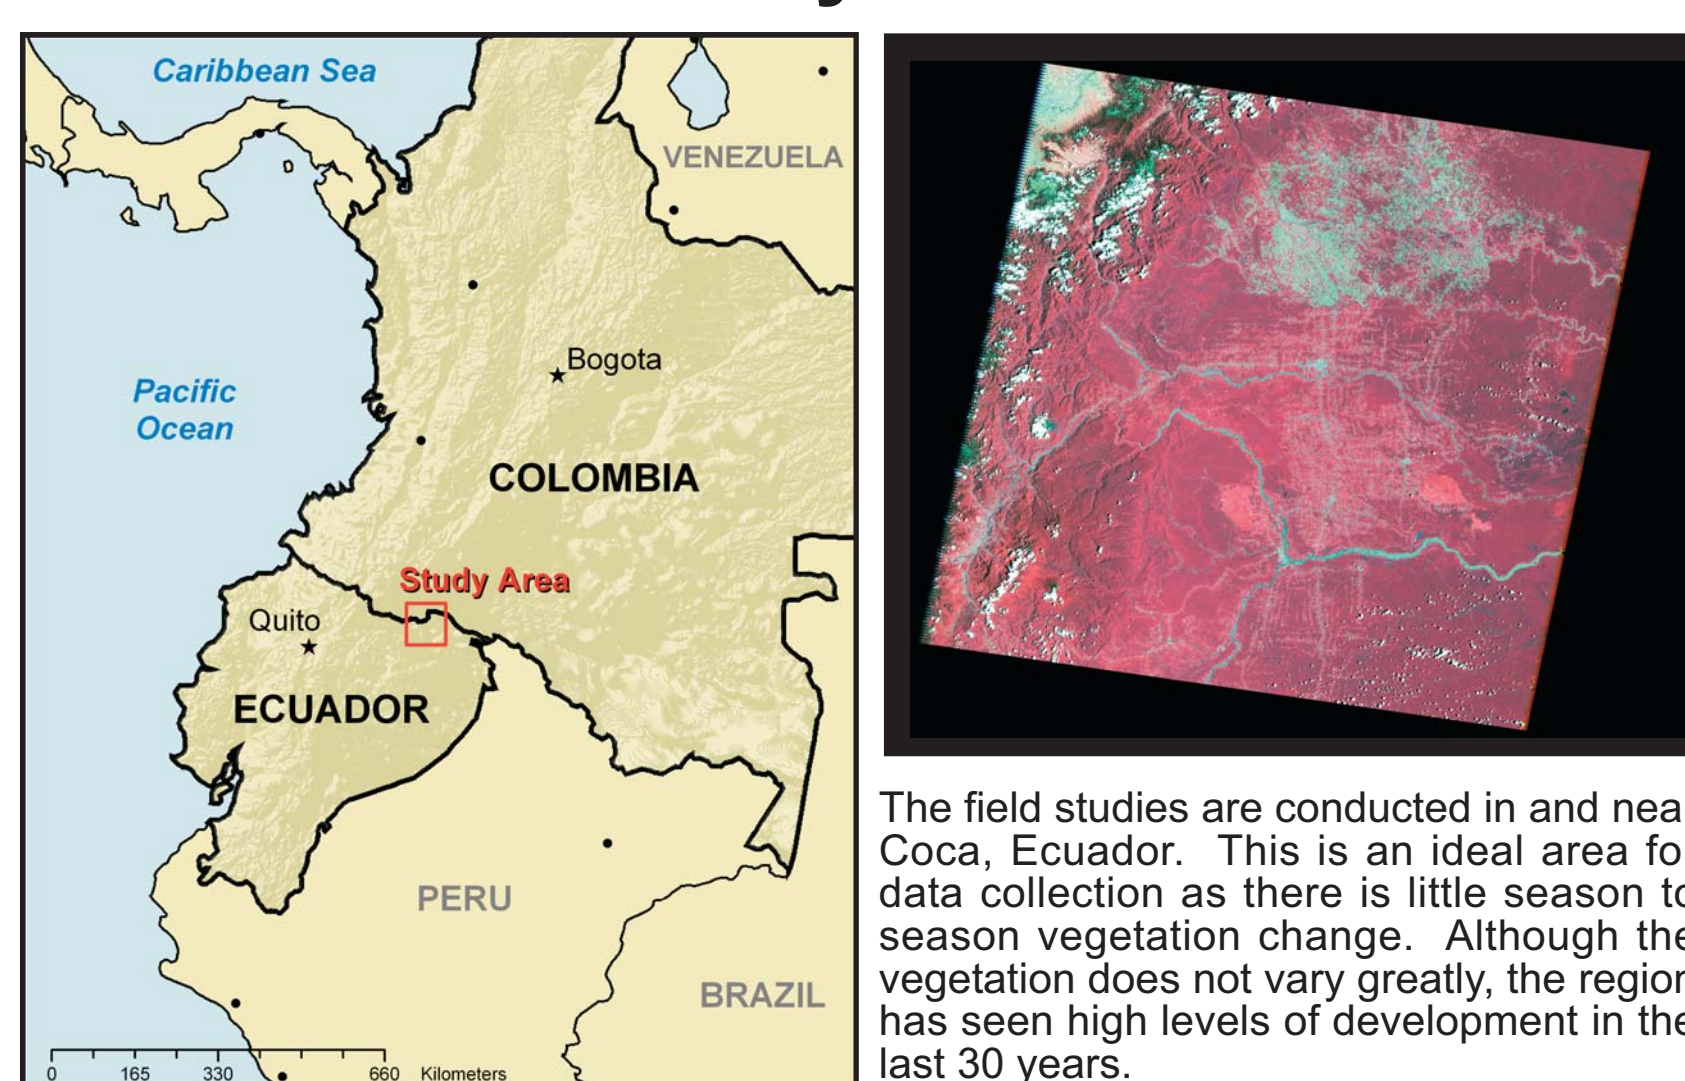 Caribbean Sea
VENEZUELA
Bogota
Pacific
Ocean
COLOMBIA
Study Area
Quito
ECUADOR
PERU
BRAZIL
0 165 330 660 Kilometers
The field studies are conducted in and nea
Coca, Ecuador. This is an ideal area fo
data collection as there is little season to
season vegetation change. Although the
vegetation does not vary greatly, the region
has seen high levels of development in the
last 30 years.